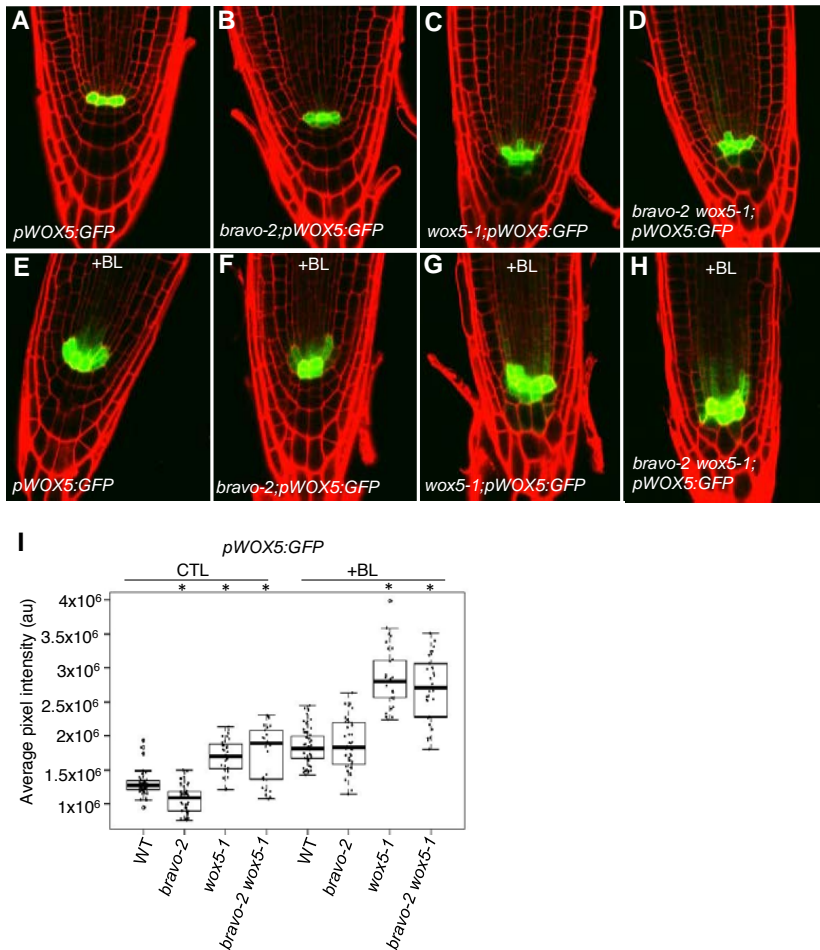 A
B
C
D
pWOX5:GFP
bravo-2;pWOX5:GFP
wox5-1;pWOX5:GFP
bravo-2 wox5-1;
pWOX5:GFP
E
+BL
F
+BL
G
+BL
H
+BL
pWOX5:GFP
bravo-2;pWOX5:GFP
wox5-1;pWOX5:GFP
bravo-2 wox5-1;
pWOX5:GFP
I
pWOX5:GFP
CTL
+BL
* * * * *
Average pixel intensity (au)
4x10⁶
3.5x10⁶
3x10⁶
2.5x10⁶
2x10⁶
1.5x10⁶
1x10⁶
WT
bravo-2
wox5-1
bravo-2 wox5-1
WT
bravo-2
wox5-1
bravo-2 wox5-1